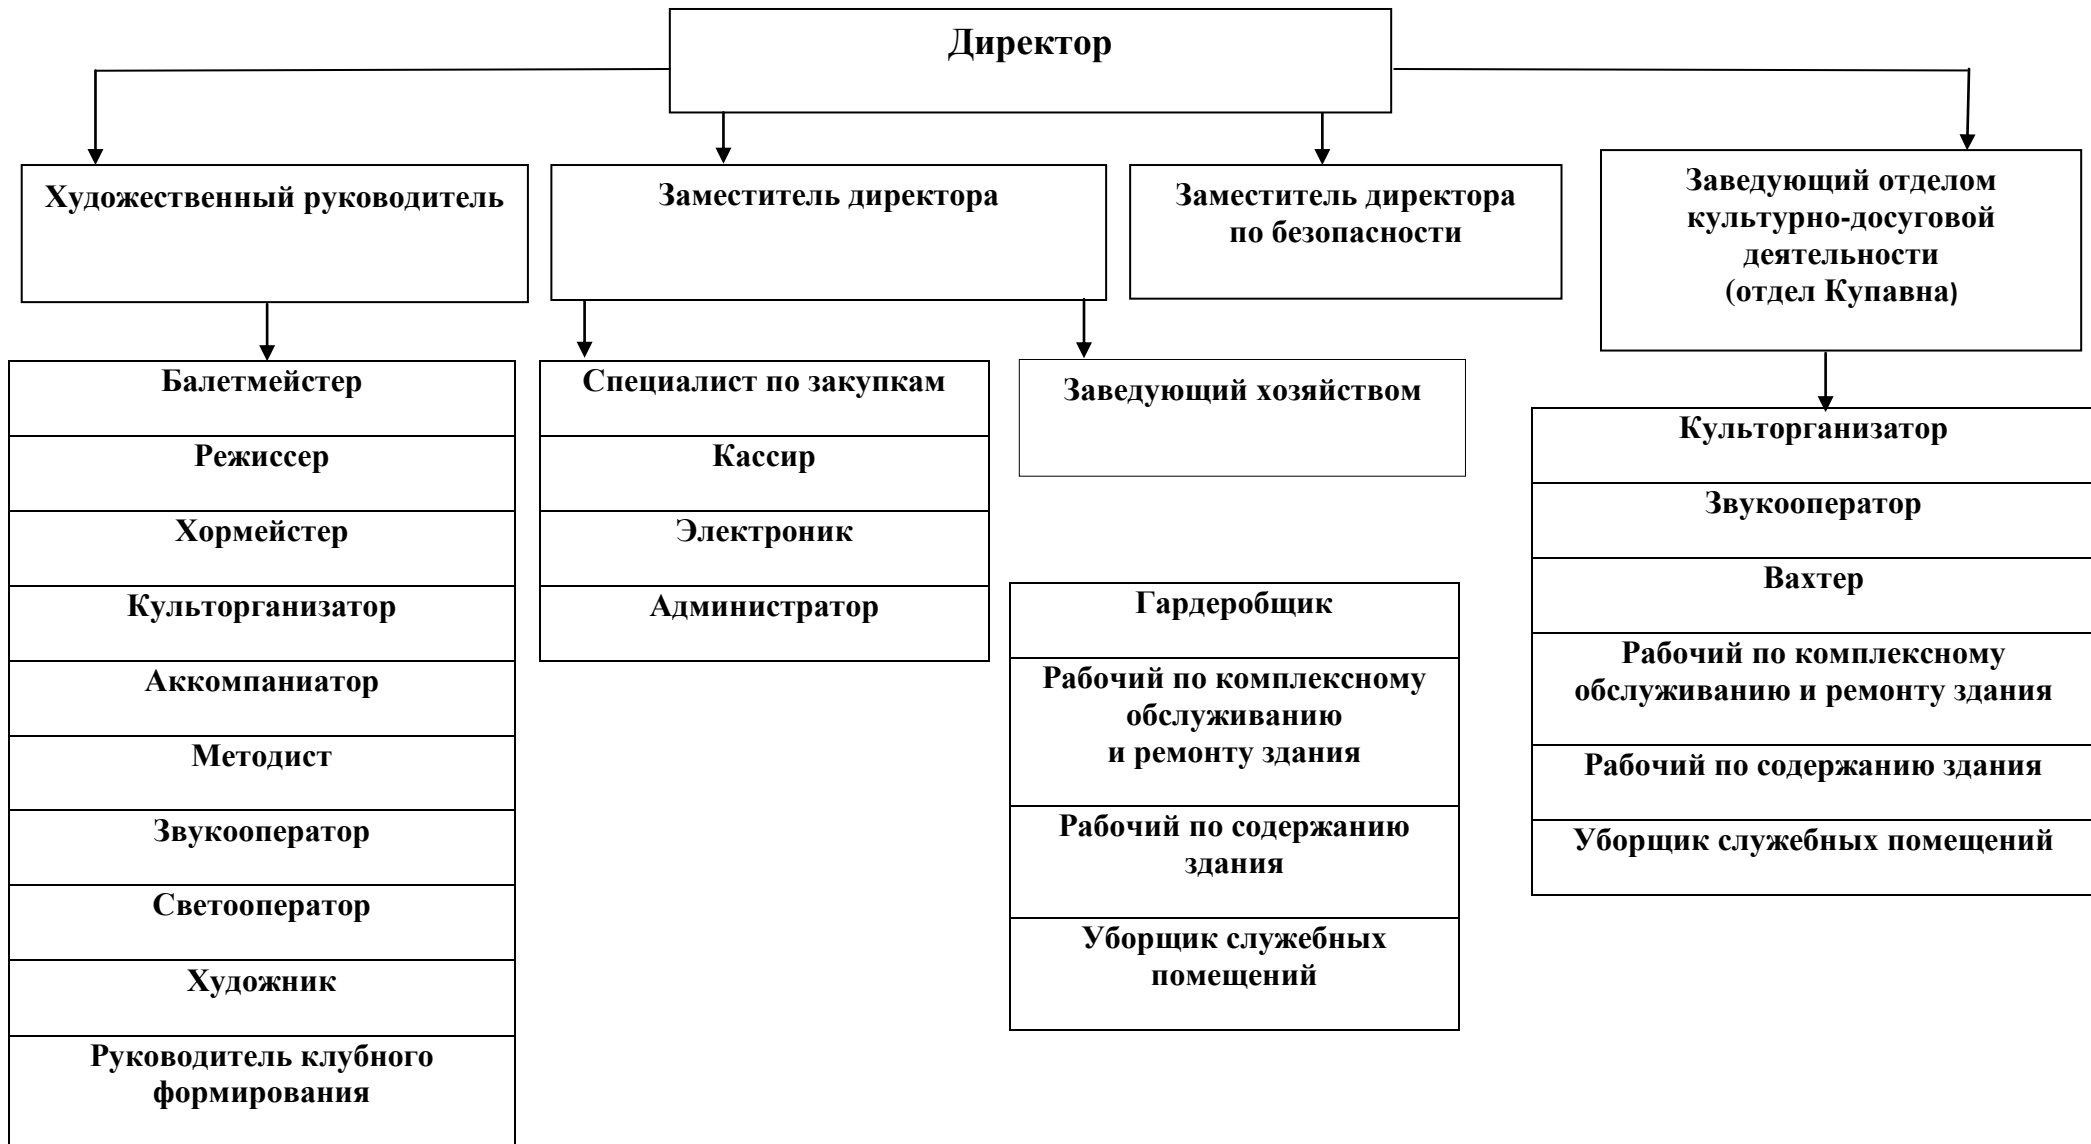 Директор
Художественный руководитель
Заместитель директора
Заместитель директора
по безопасности
Заведующий отделом
культурно-досуговой
деятельности
(отдел Купавна)
Балетмейстер
Режиссер
Хормейстер
Культорганизатор
Аккомпаниатор
Методист
Звукооператор
Светооператор
Художник
Руководитель клубного
формирования
Специалист по закупкам
Кассир
Электроник
Администратор
Заведующий хозяйством
Гардеробщик
Рабочий по комплексному
обслуживанию
и ремонту здания
Рабочий по содержанию
здания
Уборщик служебных
помещений
Культорганизатор
Звукооператор
Вахтер
Рабочий по комплексному
обслуживанию и ремонту здания
Рабочий по содержанию здания
Уборщик служебных помещений